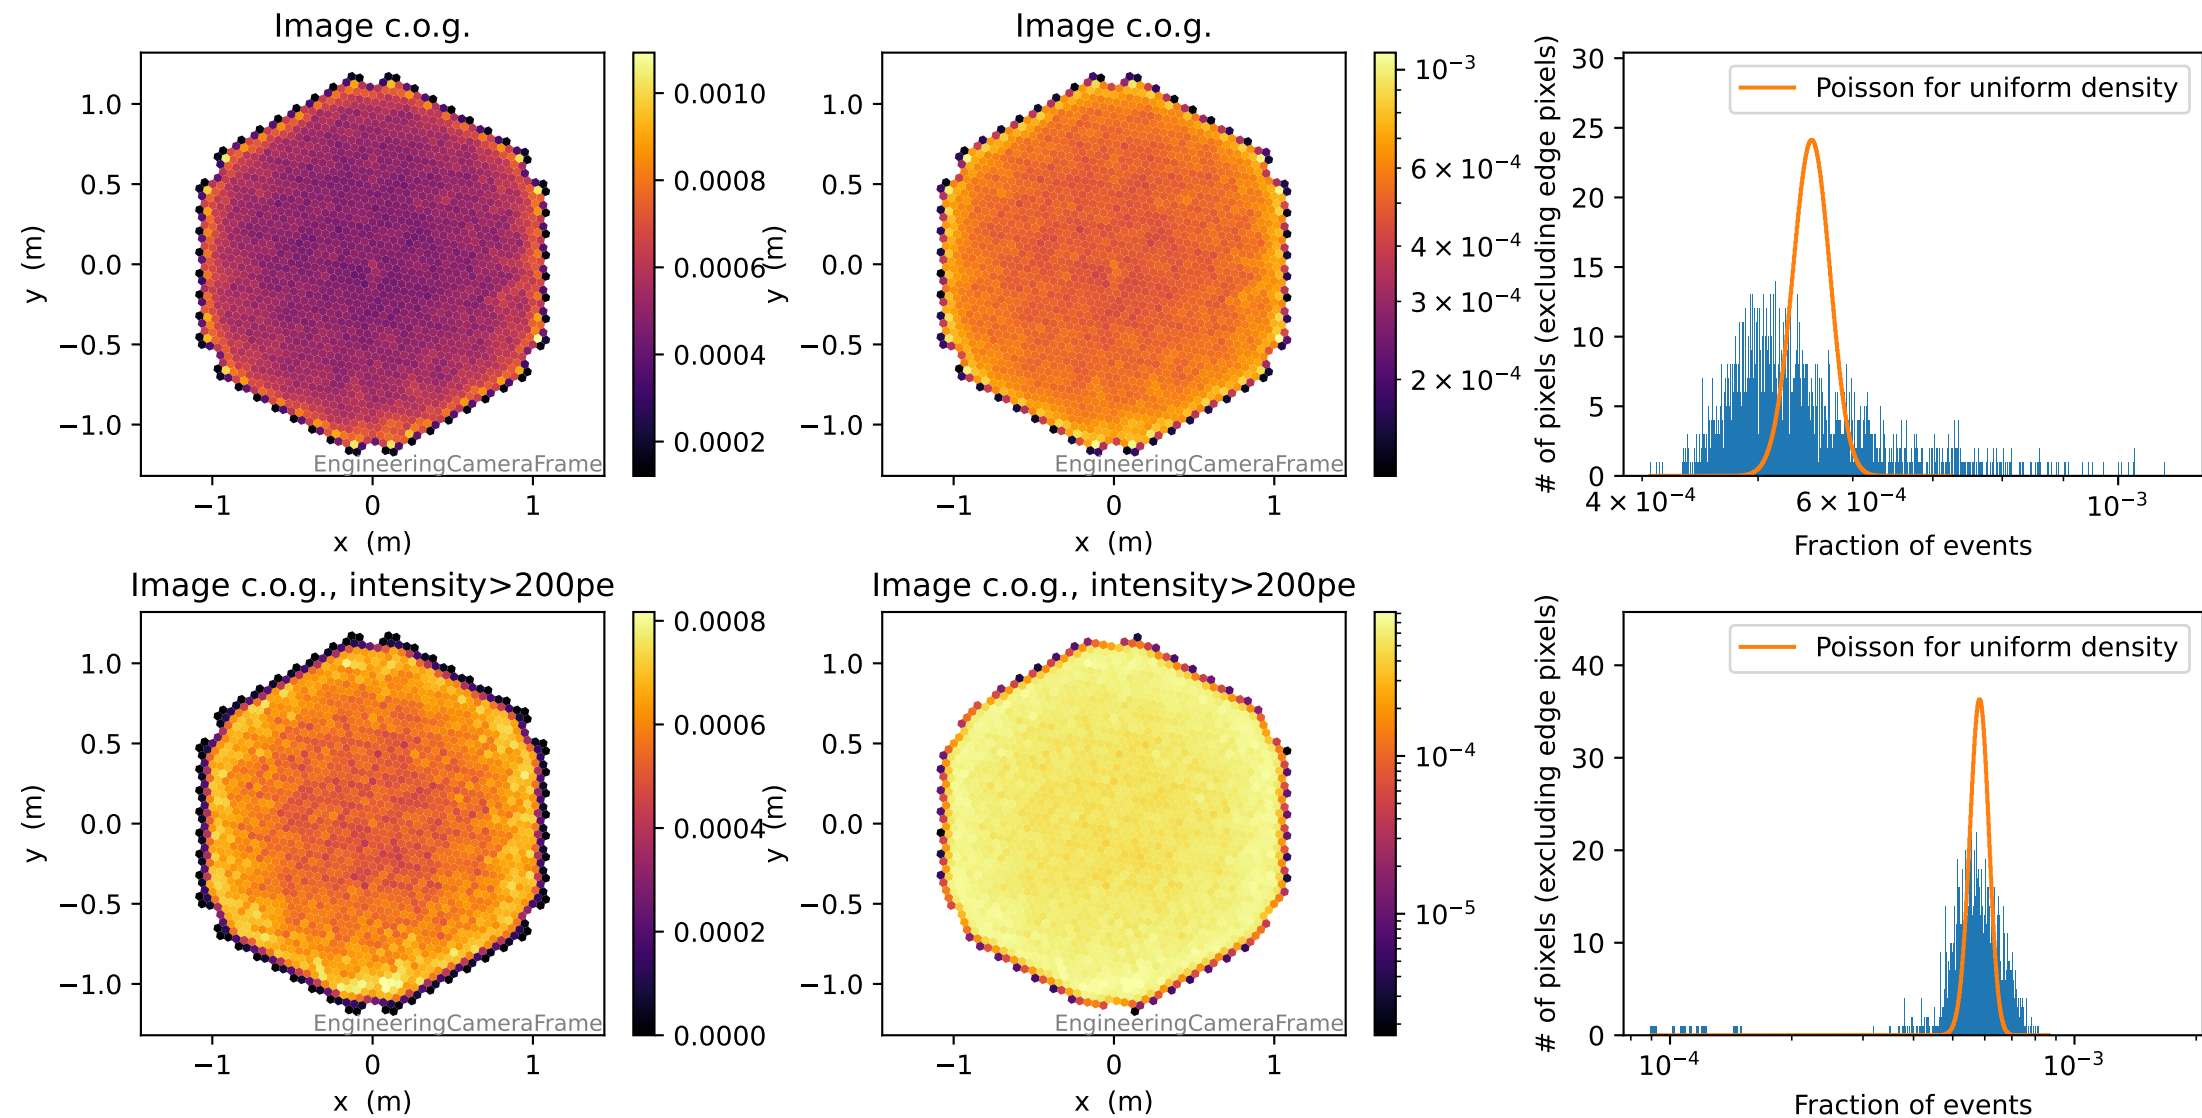 Image c.o.g.
1.0
0.5
0.0
−0.5
−1.0
y (m)
−1
0
1
x (m)
EngineeringCameraFrame
0.0010
0.0008
0.0006
0.0004
0.0002
Image c.o.g.
1.0
0.5
0.0
−0.5
−1.0
y (m)
−1
0
1
x (m)
EngineeringCameraFrame
10⁻³
6 × 10⁻⁴
4 × 10⁻⁴
3 × 10⁻⁴
2 × 10⁻⁴
# of pixels (excluding edge pixels)
30
25
20
15
10
5
0
Poisson for uniform density
4 × 10⁻⁴
6 × 10⁻⁴
10⁻³
Fraction of events
Image c.o.g., intensity>200pe
1.0
0.5
0.0
−0.5
−1.0
y (m)
−1
0
1
x (m)
EngineeringCameraFrame
0.0008
0.0006
0.0004
0.0002
0.0000
Image c.o.g., intensity>200pe
1.0
0.5
0.0
−0.5
−1.0
y (m)
−1
0
1
x (m)
EngineeringCameraFrame
10⁻⁴
10⁻⁵
# of pixels (excluding edge pixels)
40
30
20
10
0
Poisson for uniform density
10⁻⁴
10⁻³
Fraction of events